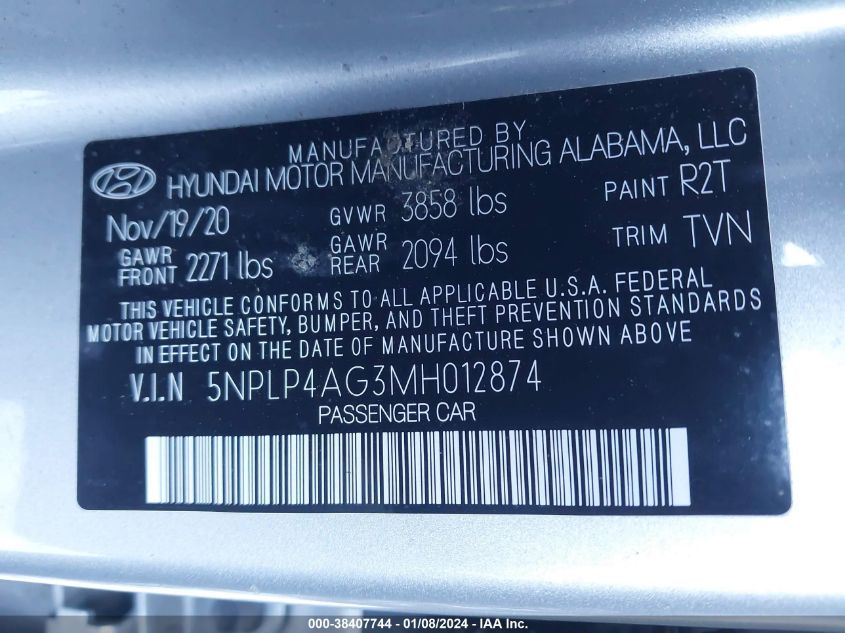 MANUFACTURED BY
HYUNDAI MOTOR MANUFACTURING ALABAMA, LLC
Nov/19/20 GVWR 3858 lbs PAINT R2T
GAWR FRONT 2271 lbs GAWR REAR 2094 lbs TRIM TVN
THIS VEHICLE CONFORMS TO ALL APPLICABLE U.S.A. FEDERAL
MOTOR VEHICLE SAFETY, BUMPER, AND THEFT PREVENTION STANDARDS
IN EFFECT ON THE DATE OF MANUFACTURE SHOWN ABOVE
V.I.N 5NPLP4AG3MH012874
PASSENGER CAR
000-38407744 - 01/08/2024 - IAA Inc.